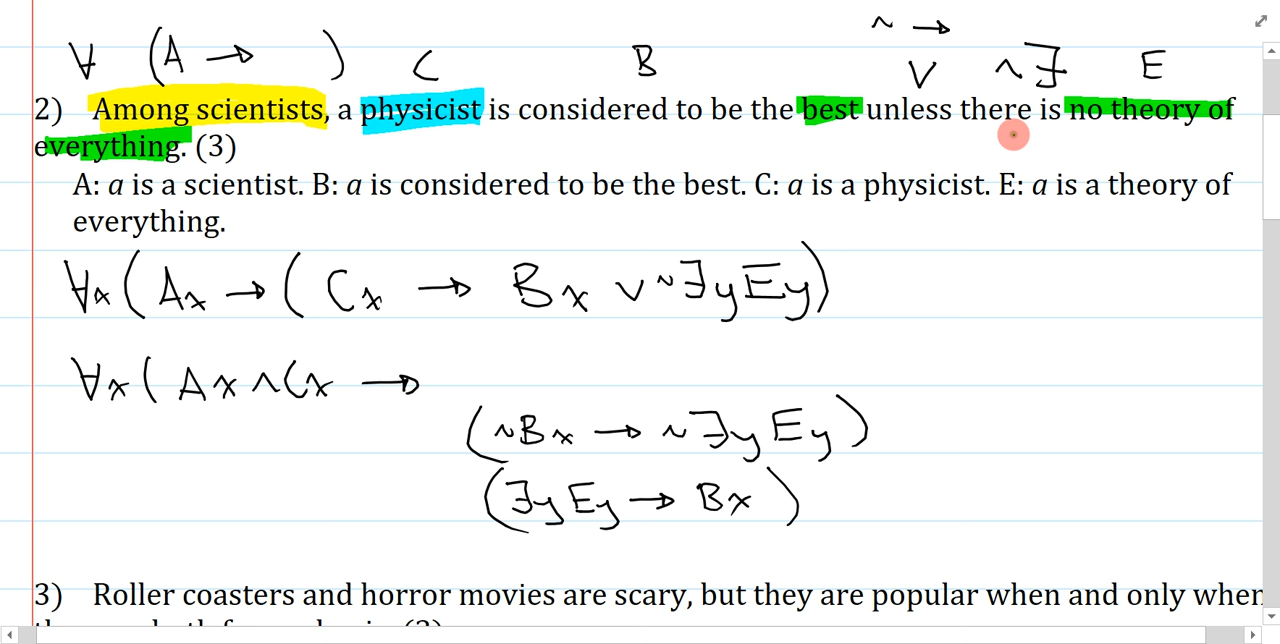 ~ →
∀ (A → ) C B ∨ ~∃ E
2) Among scientists, a physicist is considered to be the best unless there is no theory of
everything. (3)
A: a is a scientist. B: a is considered to be the best. C: a is a physicist. E: a is a theory of
everything.
∀x(Ax → (Cx → Bx ∨ ~∃yEy)
∀x(Ax ∧ Cx →
(~Bx → ~∃yEy)
(∃yEy → Bx)
3) Roller coasters and horror movies are scary, but they are popular when and only when